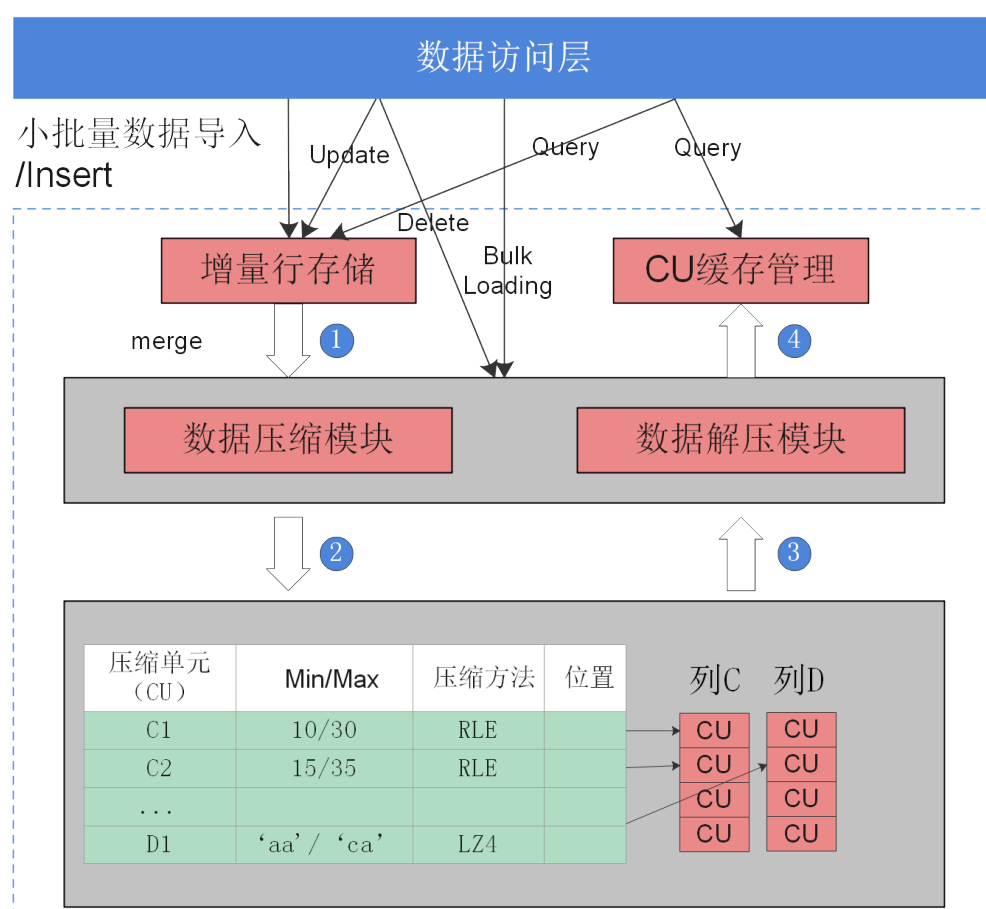 数据访问层
小批量数据导入
/Insert
Update
Query
Query
Delete
Bulk
Loading
增量行存储
CU缓存管理
merge
1
4
数据压缩模块
数据解压模块
2
3
压缩单元
（CU）
Min/Max
压缩方法
位置
列C
列D
C1
10/30
RLE
CU
CU
C2
15/35
RLE
CU
CU
...
CU
CU
D1
‘aa’/ ‘ca’
LZ4
CU
CU